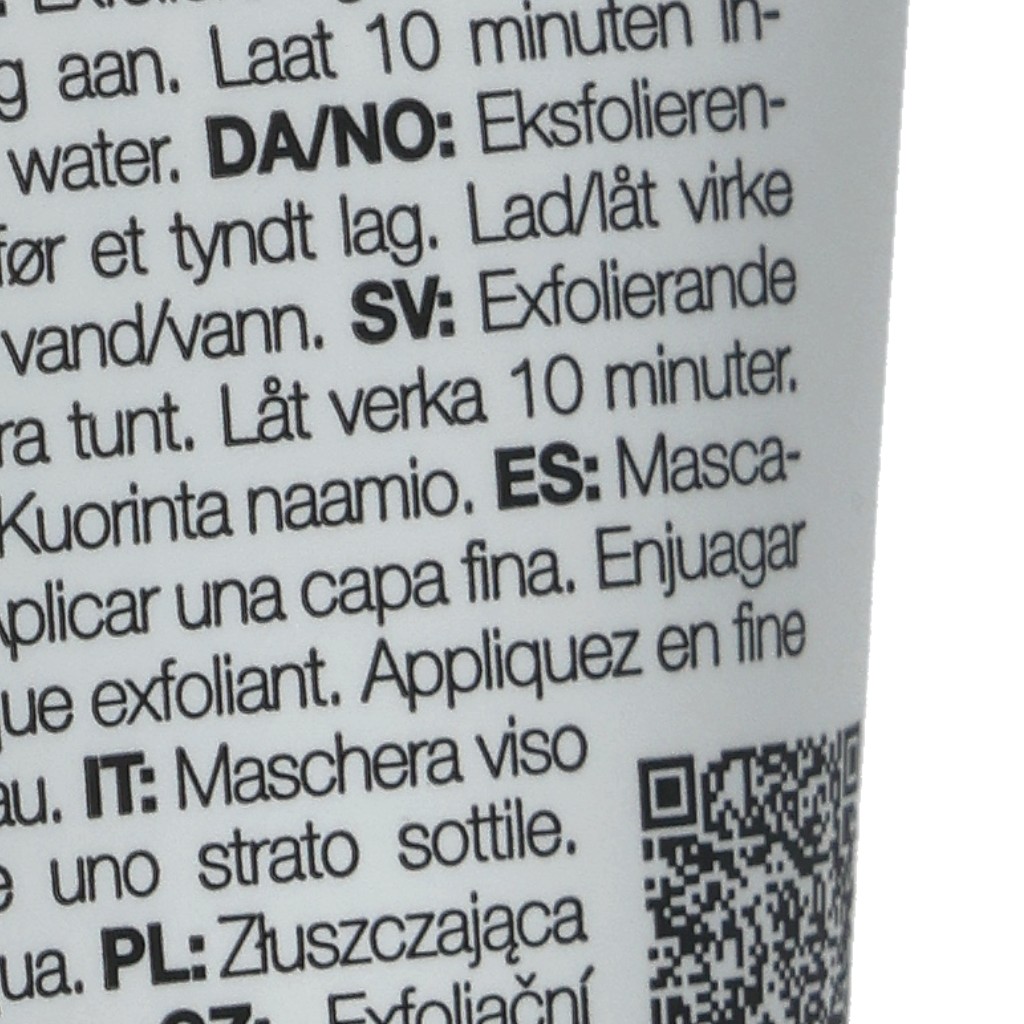 g aan. Laat 10 minuten in-
water. DA/NO: Eksfolieren-
før et tyndt lag. Lad/låt virke
vand/vann. SV: Exfolierande
ra tunt. Låt verka 10 minuter.
Kuorinta naamio. ES: Masca-
Aplicar una capa fina. Enjuagar
que exfoliant. Appliquez en fine
au. IT: Maschera viso
e uno strato sottile.
ua. PL: Złuszczająca
CZ: Exfoliační